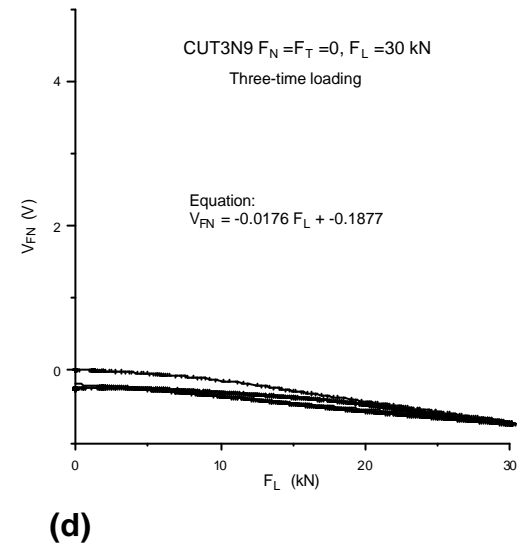 CUT3N9 F_N =F_T =0, F_L =30 kN
Three-time loading
4
Equation:
V_FN = -0.0176 F_L + -0.1877
2
V_FN (V)
0
0 10 20 30
F_L (kN)
(d)